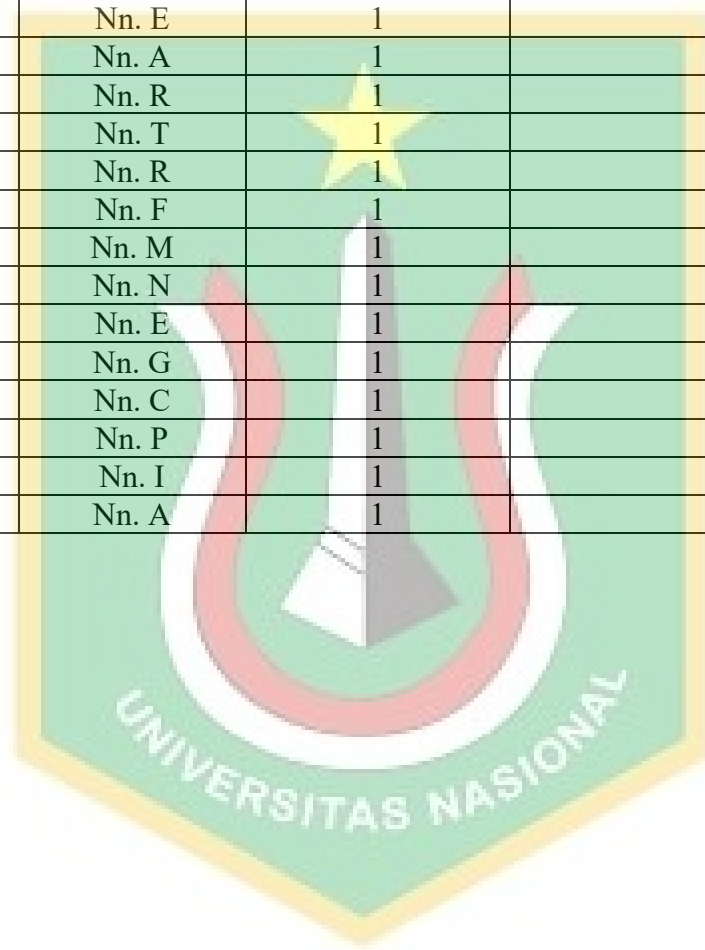 Nn. E 1
Nn. A 1
Nn. R 1
Nn. T 1
Nn. R 1
Nn. F 1
Nn. M 1
Nn. N 1
Nn. E 1
Nn. G 1
Nn. C 1
Nn. P 1
Nn. I 1
Nn. A 1
UNIVERSITAS NASIONAL